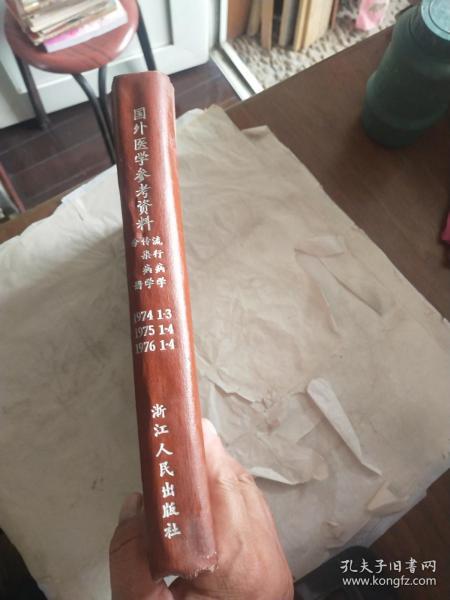 国外医学参考资料
流行病学
传染病学
分册
1974 1·3
1975 1·4
1976 1·4
浙江人民出版社
孔夫子旧书网
www.kongfz.com